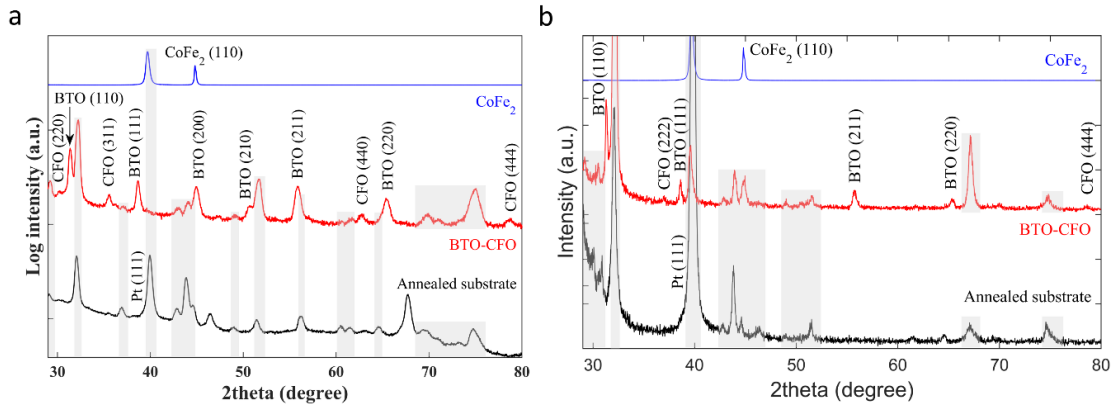 a
CoFe2 (110)
CoFe2
BTO (110)
CFO (220)
CFO (311)
BTO (111)
BTO (200)
BTO (210)
BTO (211)
CFO (440)
BTO (220)
CFO (444)
BTO-CFO
Pt (111)
Annealed substrate
Log intensity (a.u.)
30 40 50 60 70 80
2theta (degree)
b
CoFe2 (110)
CoFe2
BTO (110)
CFO (222)
BTO (111)
BTO (211)
BTO (220)
CFO (444)
BTO-CFO
Pt (111)
Annealed substrate
Intensity (a.u.)
30 40 50 60 70 80
2theta (degree)